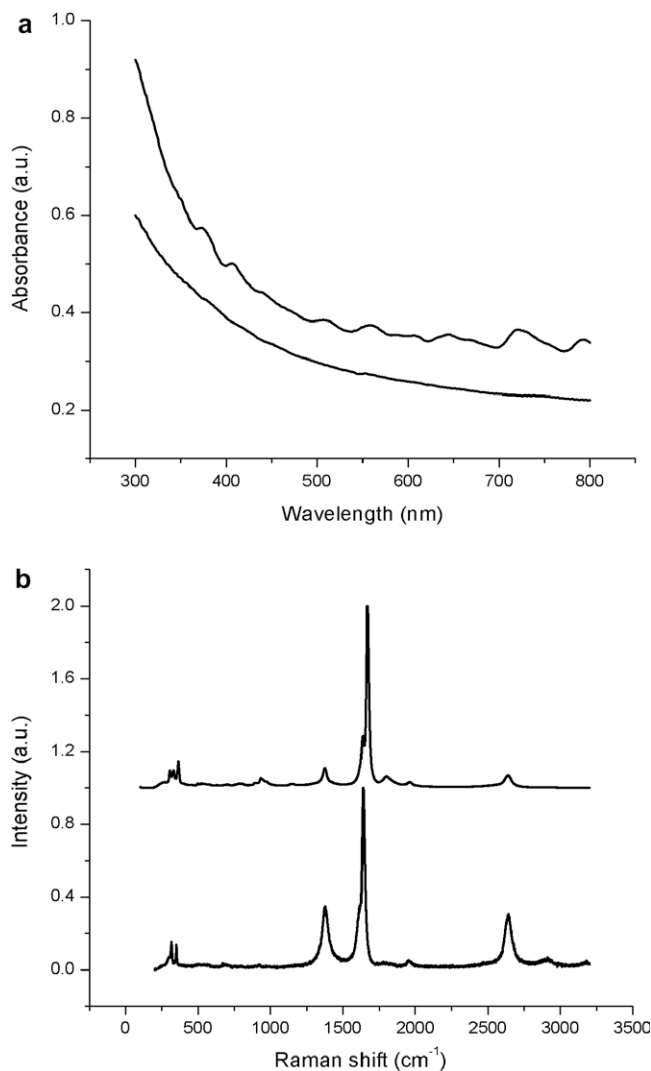 a
1.0
0.8
0.6
0.4
0.2
Absorbance (a.u.)
300 400 500 600 700 800
Wavelength (nm)
b
2.0
1.6
1.2
0.8
0.4
0.0
Intensity (a.u.)
0 500 1000 1500 2000 2500 3000 3500
Raman shift (cm⁻¹)